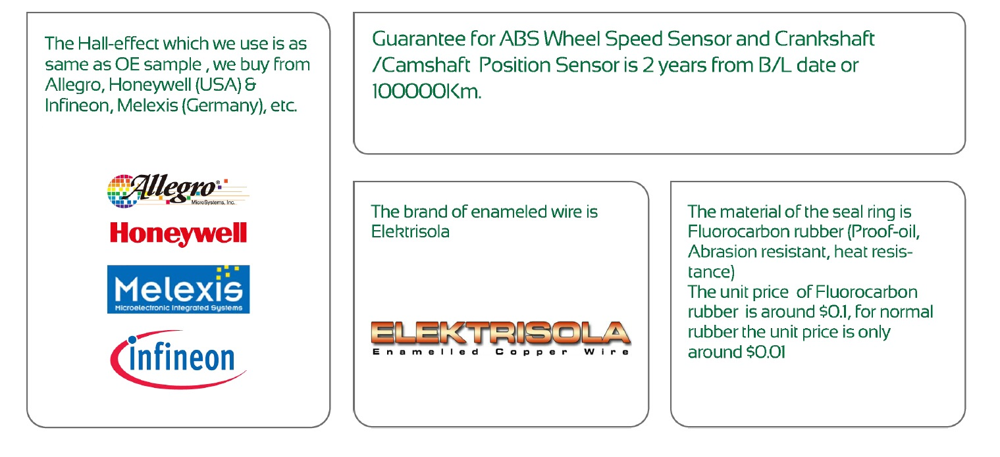 The Hall-effect which we use is as
same as OE sample , we buy from
Allegro, Honeywell (USA) &
Infineon, Melexis (Germany), etc.
Allegro®
MicroSystems, Inc.
Honeywell
Melexis
Microelectronic Integrated Systems
infineon
Guarantee for ABS Wheel Speed Sensor and Crankshaft
/Camshaft Position Sensor is 2 years from B/L date or
100000Km.
The brand of enameled wire is
Elektrisola
ELEKTRISOLA
Enamelled Copper Wire
The material of the seal ring is
Fluorocarbon rubber (Proof-oil,
Abrasion resistant, heat resis-
tance)
The unit price of Fluorocarbon
rubber is around $0.1, for normal
rubber the unit price is only
around $0.01